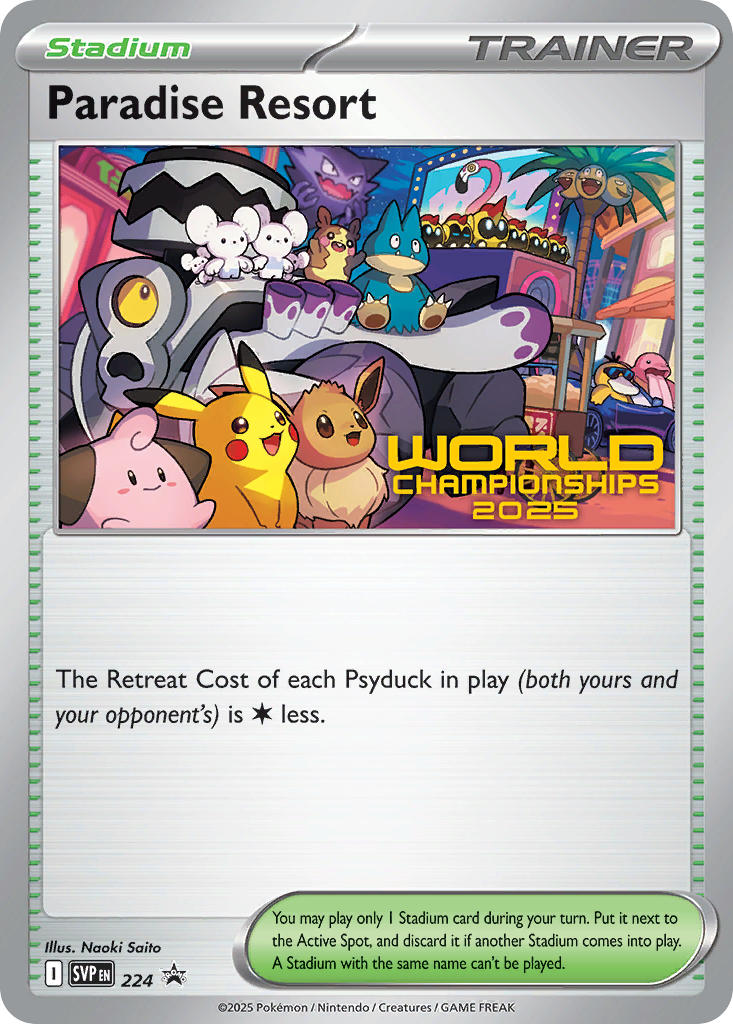 Stadium
TRAINER
Paradise Resort
WORLD
CHAMPIONSHIPS
2025
The Retreat Cost of each Psyduck in play (both yours and
your opponent's) is less.
You may play only 1 Stadium card during your turn. Put it next to
the Active Spot, and discard it if another Stadium comes into play.
A Stadium with the same name can't be played.
Illus. Naoki Saito
I SVP EN 224 PROMO
©2025 Pokémon / Nintendo / Creatures / GAME FREAK